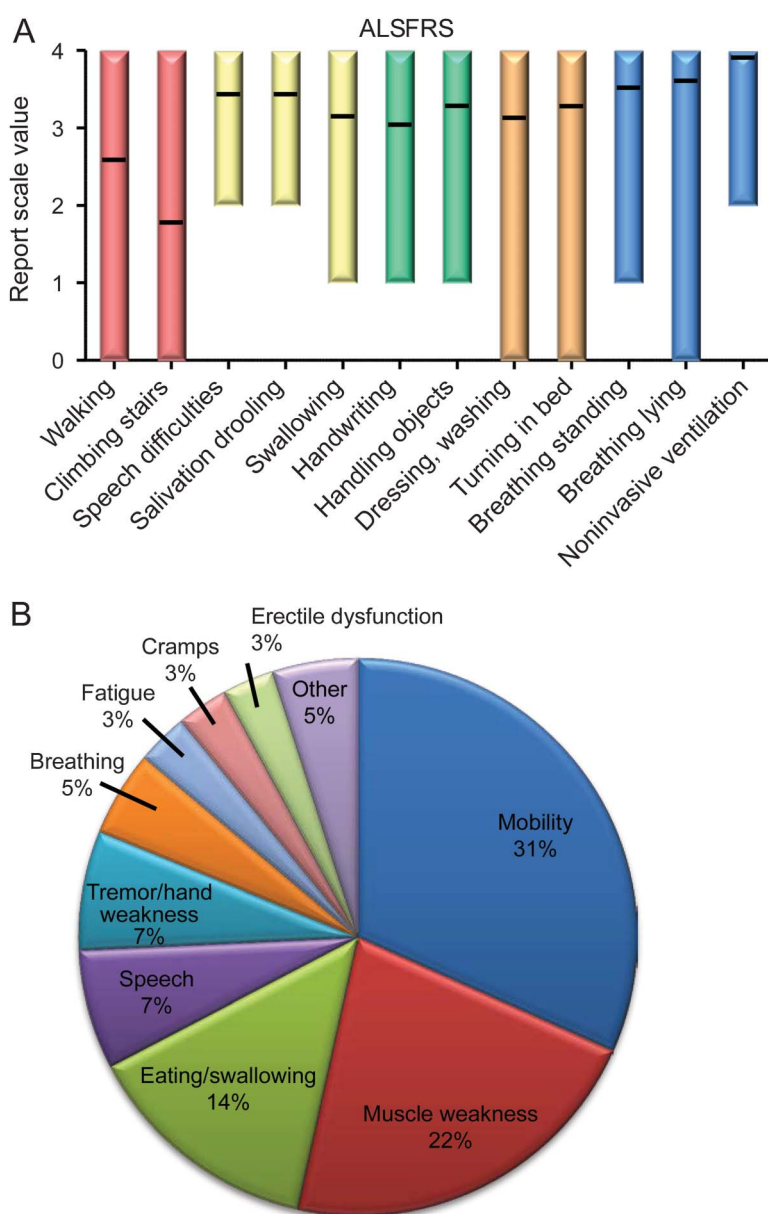 A
ALSFRS
Report scale value
4
3
2
1
0
Walking
Climbing stairs
Speech difficulties
Salivation drooling
Swallowing
Handwriting
Handling objects
Dressing, washing
Turning in bed
Breathing standing
Breathing lying
Noninvasive ventilation
B
Erectile dysfunction
3%
Cramps
3%
Fatigue
3%
Breathing
5%
Other
5%
Mobility
31%
Tremor/hand
weakness
7%
Speech
7%
Eating/swallowing
14%
Muscle weakness
22%